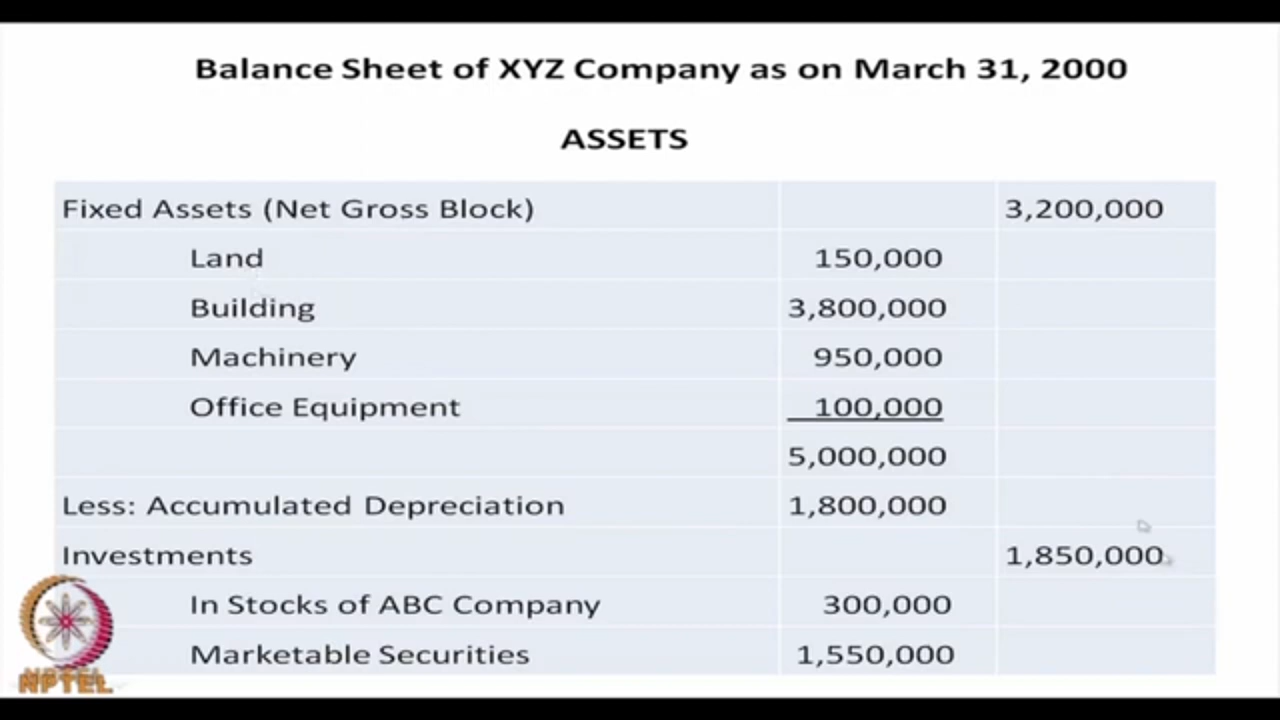 Balance Sheet of XYZ Company as on March 31, 2000
ASSETS
Fixed Assets (Net Gross Block) 3,200,000
Land 150,000
Building 3,800,000
Machinery 950,000
Office Equipment 100,000
5,000,000
Less: Accumulated Depreciation 1,800,000
Investments 1,850,000
In Stocks of ABC Company 300,000
Marketable Securities 1,550,000
NPTEL